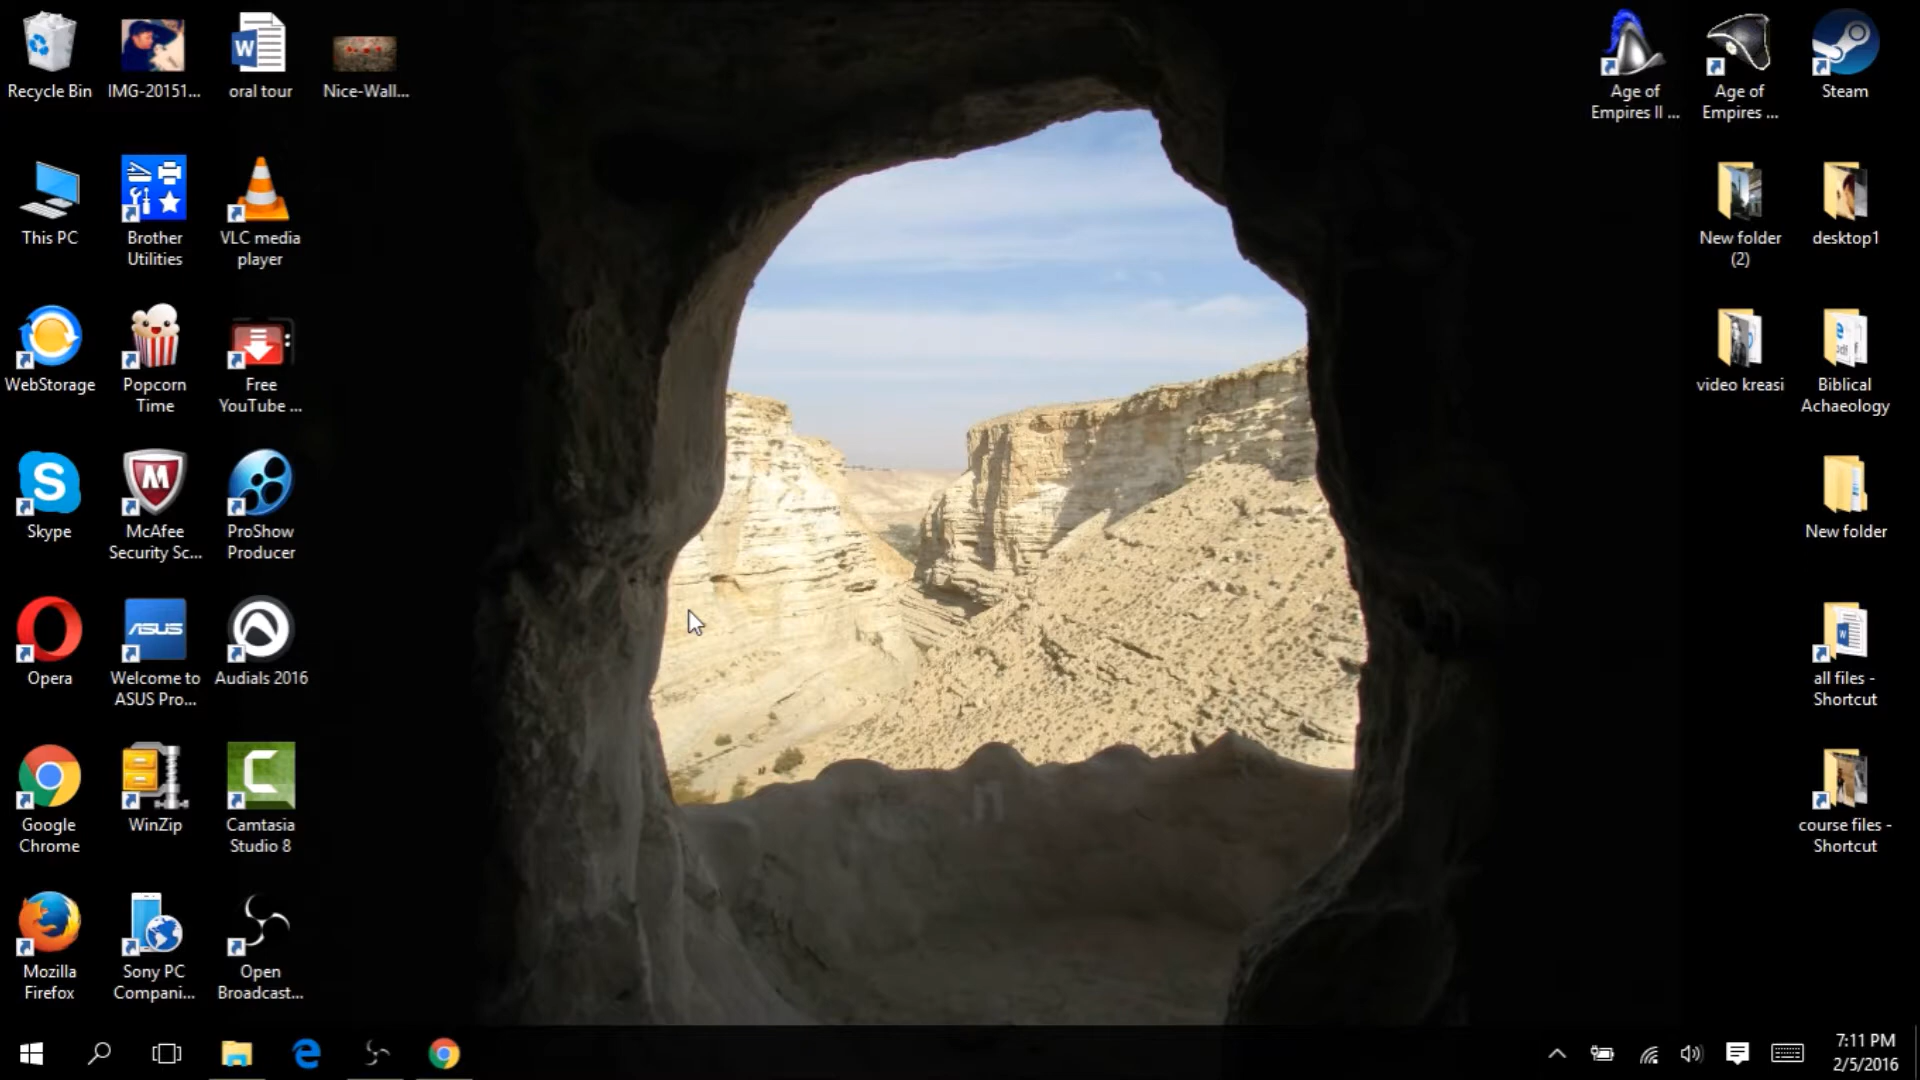 Recycle Bin
IMG-20151...
oral tour
Nice-Wall...
Age of
Empires II ...
Age of
Empires ...
Steam
This PC
Brother
Utilities
VLC media
player
New folder
(2)
desktop1
WebStorage
Popcorn
Time
Free
YouTube ...
video kreasi
Biblical
Achaeology
Skype
McAfee
Security Sc...
ProShow
Producer
New folder
Opera
ASUS
Welcome to
ASUS Pro...
Audials 2016
all files -
Shortcut
Google
Chrome
WinZip
Camtasia
Studio 8
course files -
Shortcut
Mozilla
Firefox
Sony PC
Compani...
Open
Broadcast...
7:11 PM
2/5/2016